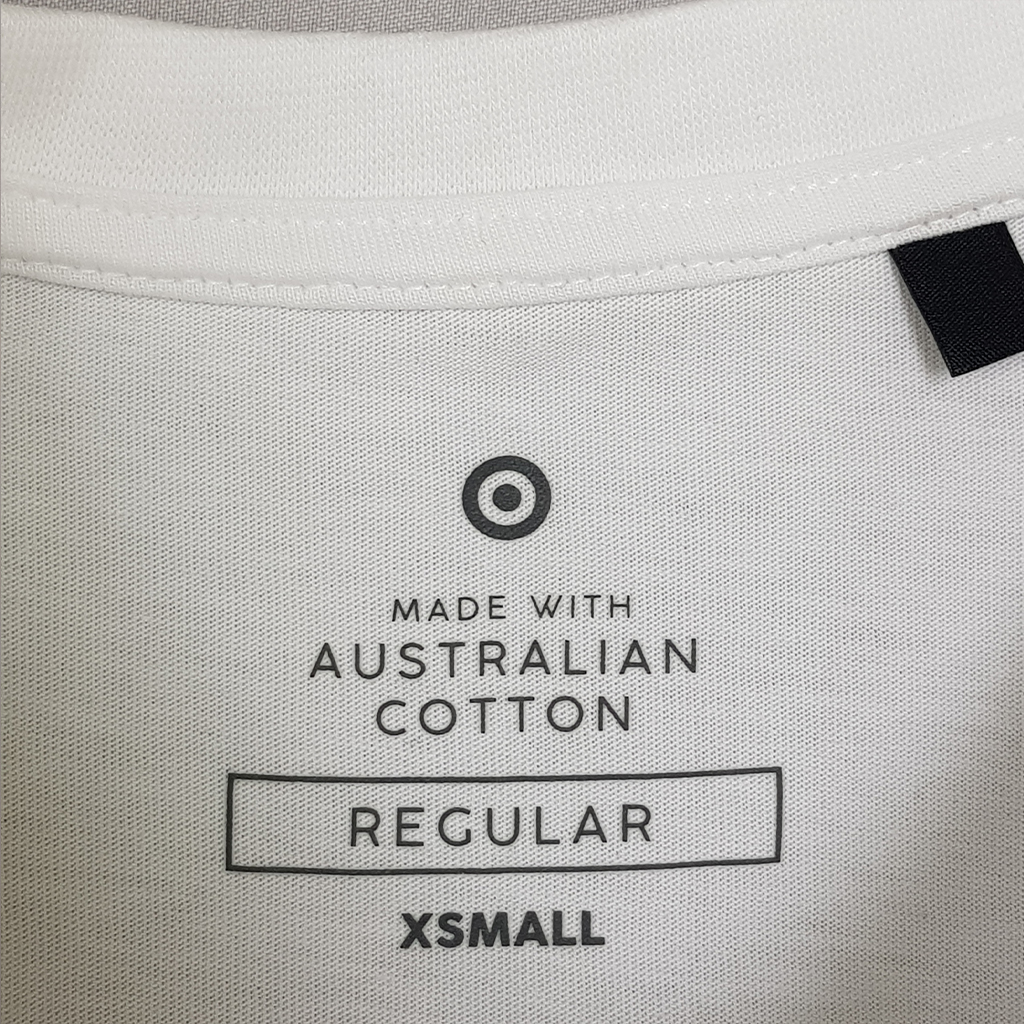 MADE WITH
AUSTRALIAN
COTTON
REGULAR
XSMALL